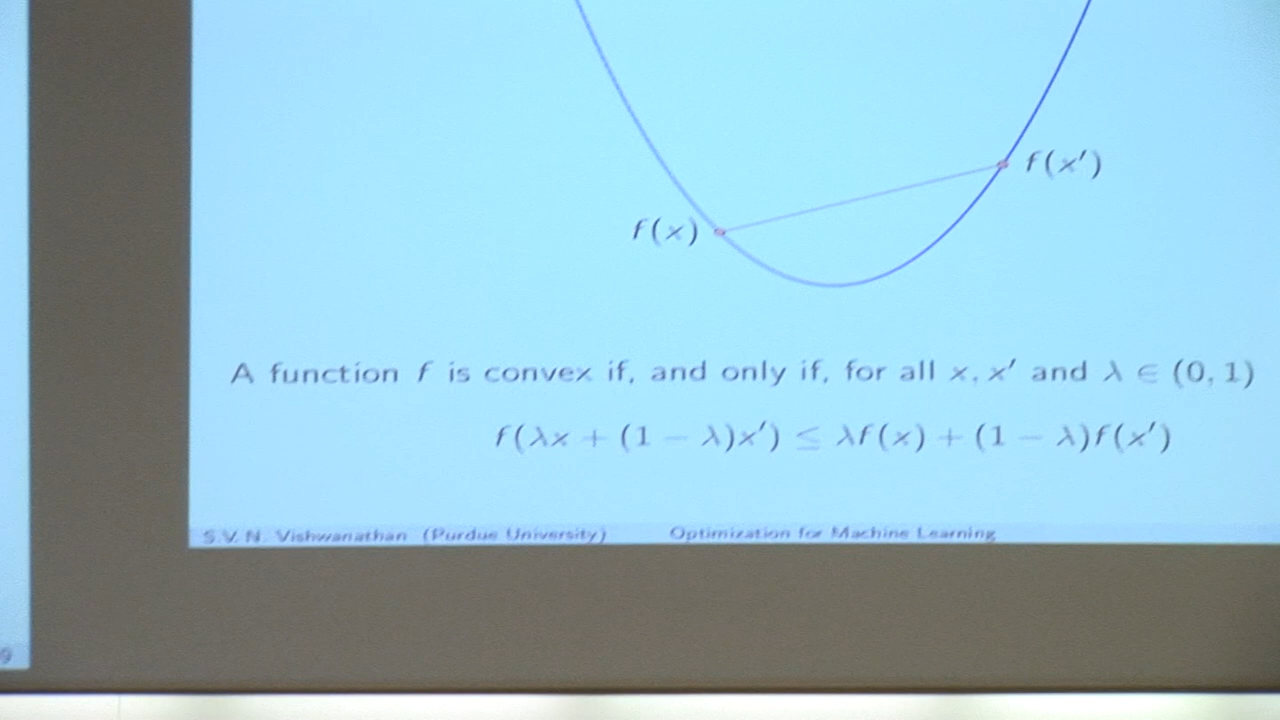 f(x′)
f(x)
A function f is convex if, and only if, for all x, x′ and λ ∈ (0, 1)
f(λx + (1 − λ)x′) ≤ λf(x) + (1 − λ)f(x′)
S.V. N. Vishwanathan (Purdue University) Optimization for Machine Learning
9